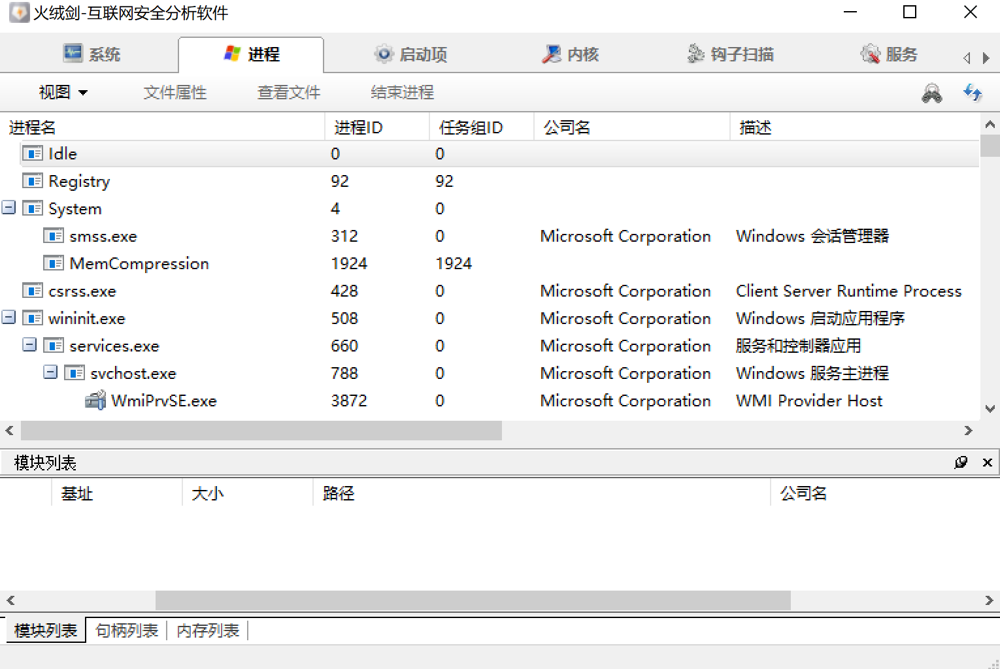 火绒剑-互联网安全分析软件
系统 进程 启动项 内核 钩子扫描 服务
视图 文件属性 查看文件 结束进程
进程名 进程ID 任务组ID 公司名 描述
Idle 0 0
Registry 92 92
System 4 0
smss.exe 312 0 Microsoft Corporation Windows 会话管理器
MemCompression 1924 1924
csrss.exe 428 0 Microsoft Corporation Client Server Runtime Process
wininit.exe 508 0 Microsoft Corporation Windows 启动应用程序
services.exe 660 0 Microsoft Corporation 服务和控制器应用
svchost.exe 788 0 Microsoft Corporation Windows 服务主进程
WmiPrvSE.exe 3872 0 Microsoft Corporation WMI Provider Host
模块列表
基址 大小 路径 公司名
模块列表 句柄列表 内存列表